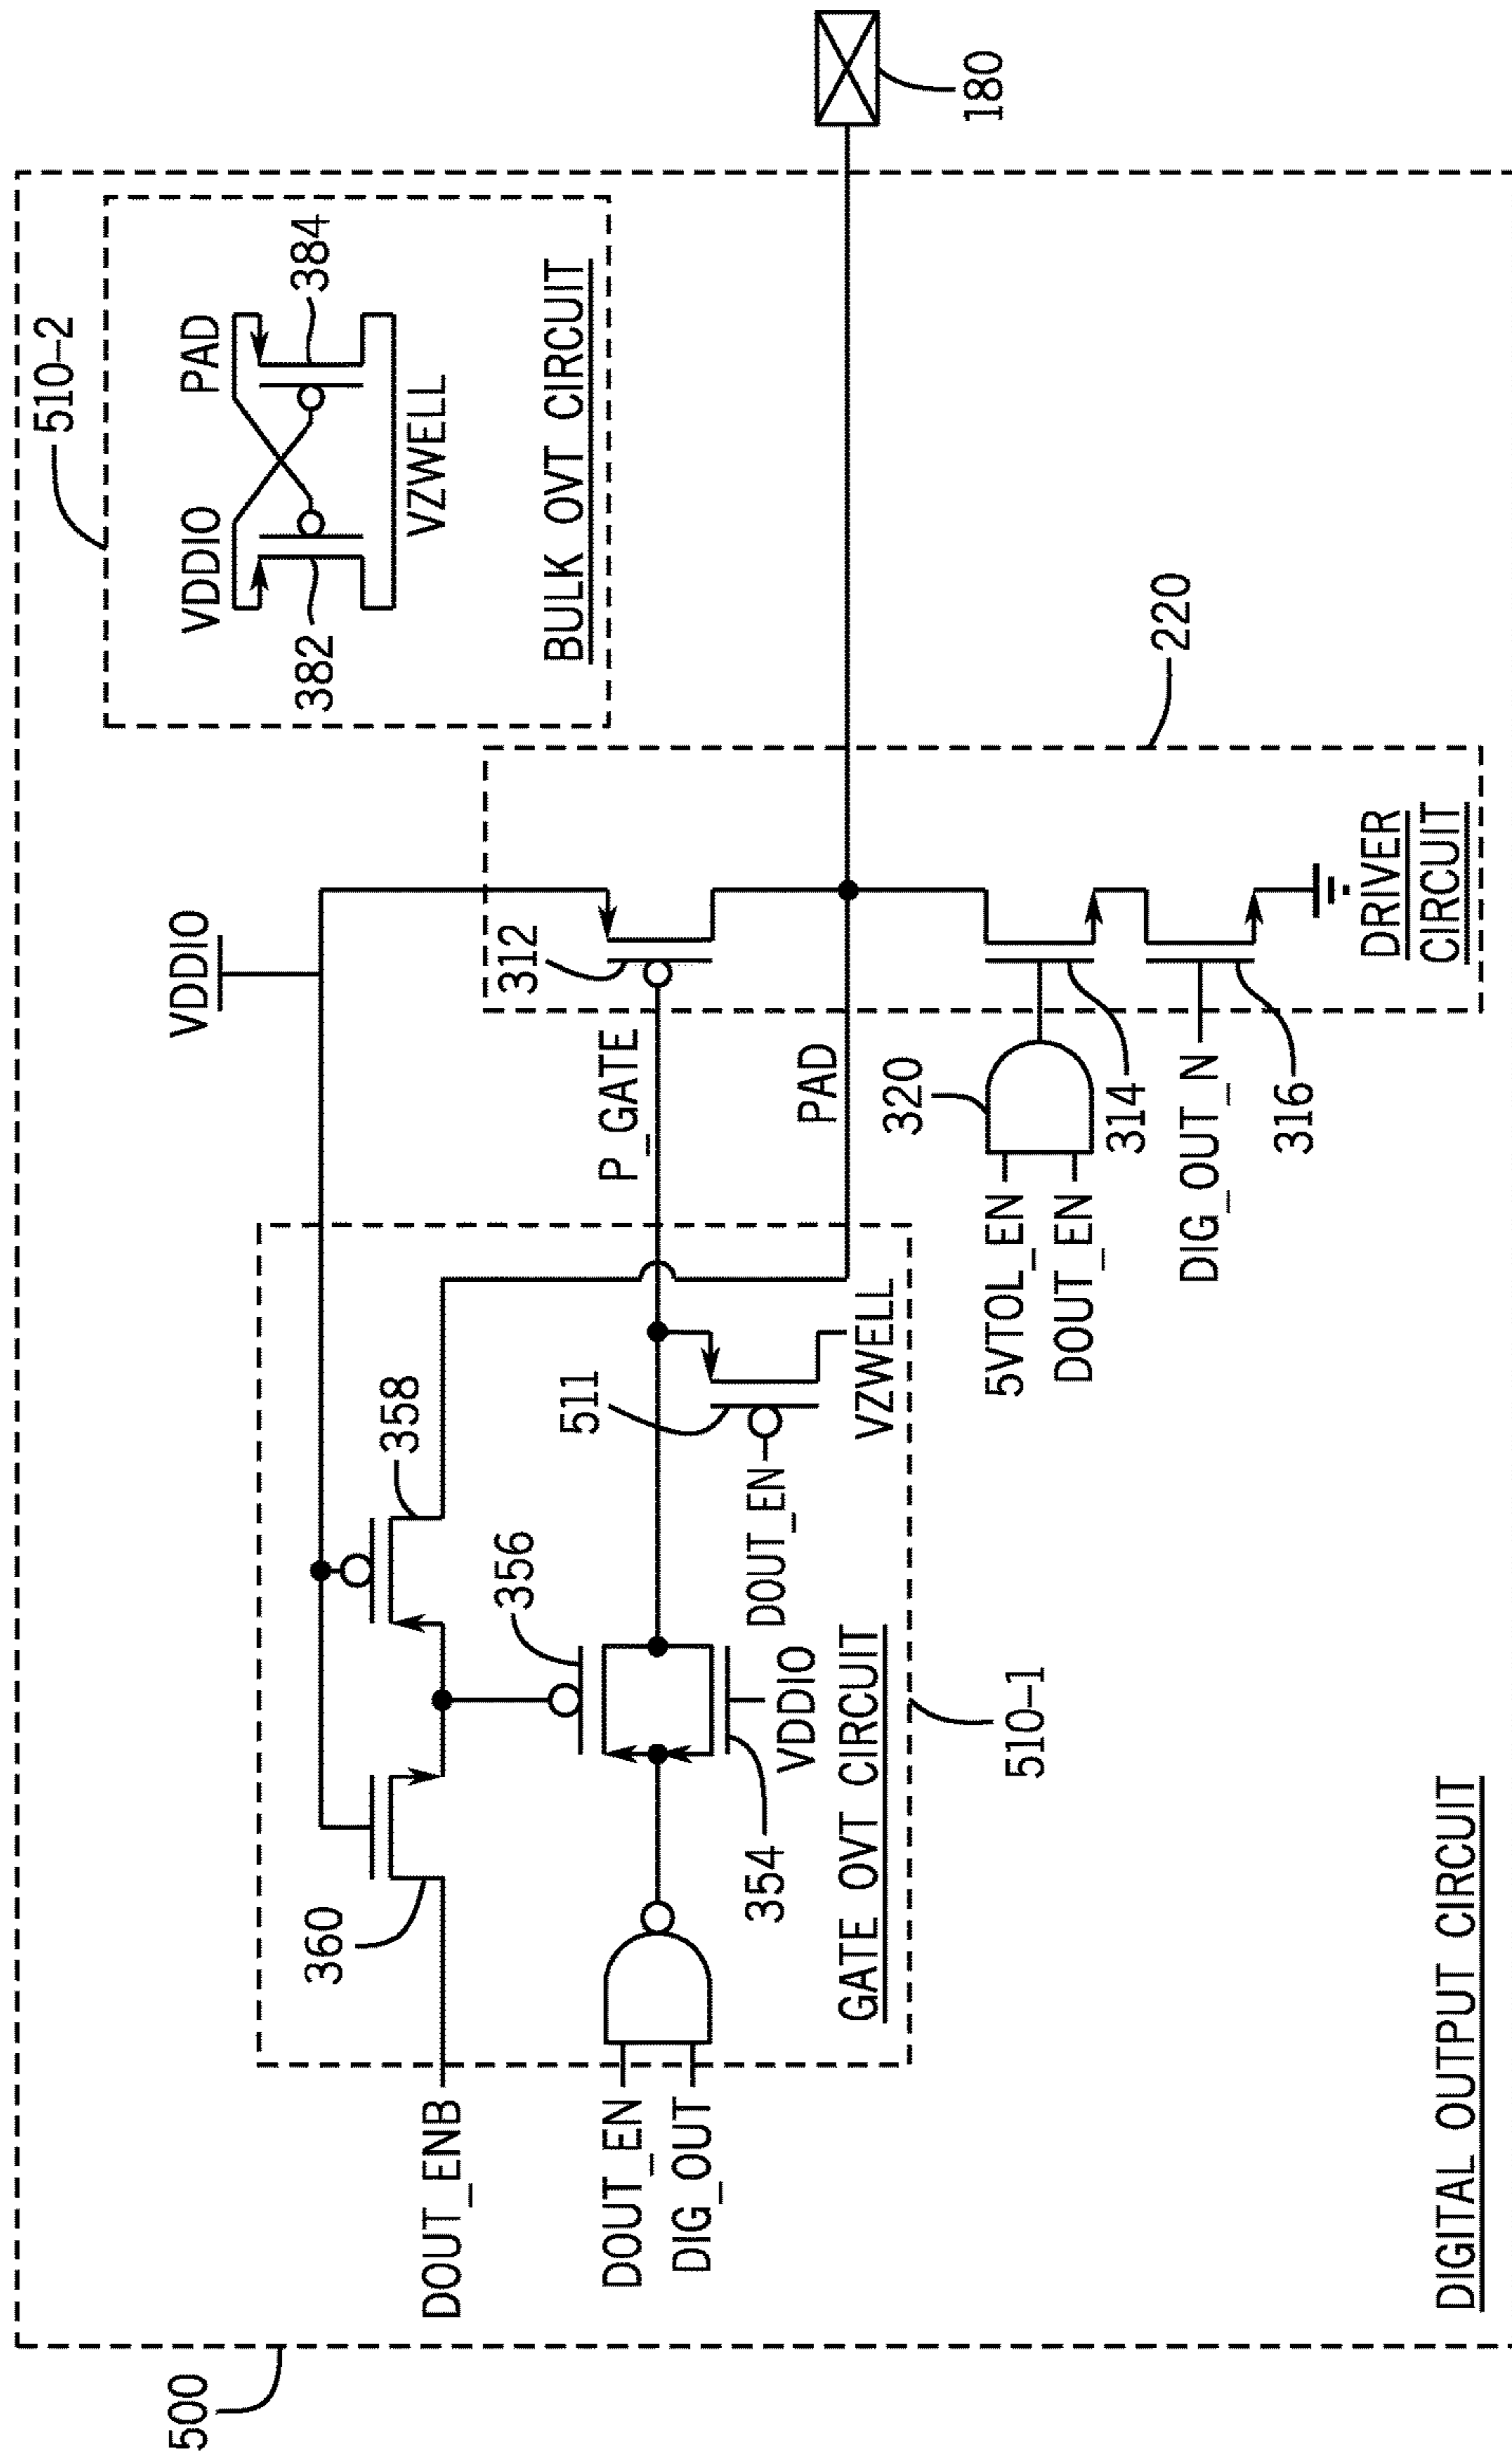 500
510-2
VDDIO
PAD
382
384
VZWELL
BULK OVT CIRCUIT
VDDIO
180
DOUT_ENB
360
358
312
P_GATE
DOUT_EN
DIG_OUT
356
511
PAD
220
354
VDDIO
DOUT_EN
VZWELL
GATE OVT CIRCUIT
510-1
320
5VTOL_EN
DOUT_EN
314
DIG_OUT_N
316
DRIVER
CIRCUIT
DIGITAL OUTPUT CIRCUIT